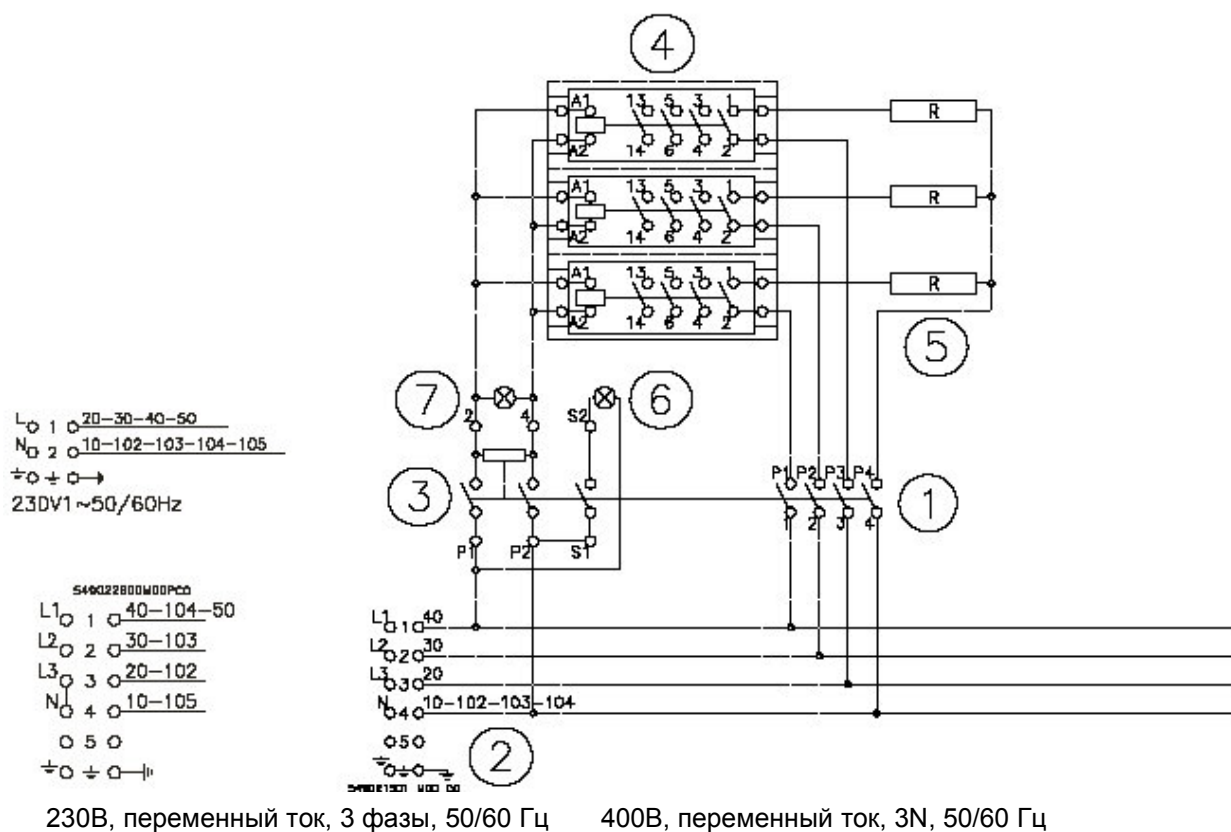 4
A1 13 5 3 1
R
A2 14 6 4 2
A1 13 5 3 1
R
A2 14 6 4 2
A1 13 5 3 1
R
A2 14 6 4 2
5
7
6
2 4 S2
L 1 20-30-40-50
N 2 10-102-103-104-105
230V1~50/60Hz
3
P1 P2 P3 P4
1
1 2 3 4
P1 P2 S1
L1 1 40-104-50
L2 2 30-103
L3 3 20-102
N 4 10-105
5
L1 1 40
L2 2 30
L3 3 20
N 4 10-102-103-104
5
2
230В, переменный ток, 3 фазы, 50/60 Гц
400В, переменный ток, 3N, 50/60 Гц